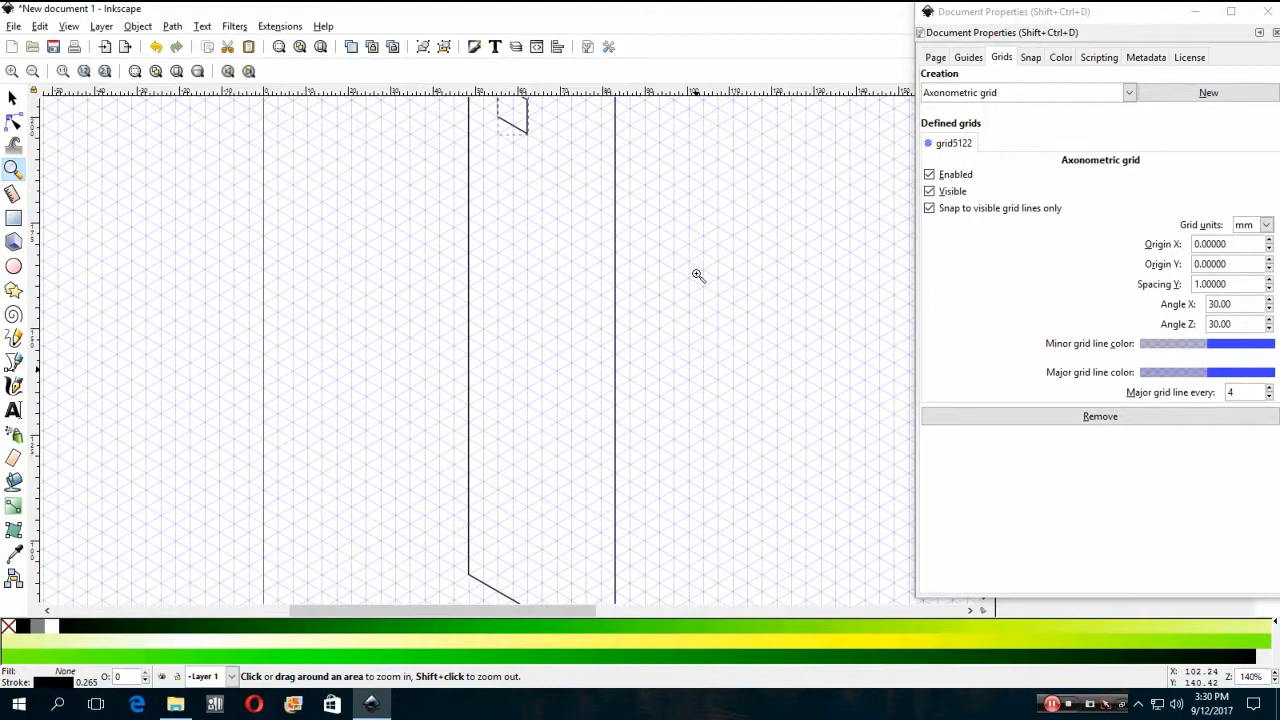 *New document 1 - Inkscape
File Edit View Layer Object Path Text Filters Extensions Help
Document Properties (Shift+Ctrl+D)
Document Properties (Shift+Ctrl+D)
Page Guides Grids Snap Color Scripting Metadata License
Creation
Axonometric grid New
Defined grids
grid5122
Axonometric grid
Enabled
Visible
Snap to visible grid lines only
Grid units: mm
Origin X: 0.00000
Origin Y: 0.00000
Spacing Y: 1.00000
Angle X: 30.00
Angle Z: 30.00
Minor grid line color:
Major grid line color:
Major grid line every: 4
Remove
Fill: None
Stroke: 0.265
O: 0
Layer 1
Click or drag around an area to zoom in, Shift+click to zoom out.
X: 102.24
Y: 140.42
Z: 140%
3:30 PM
9/12/2017